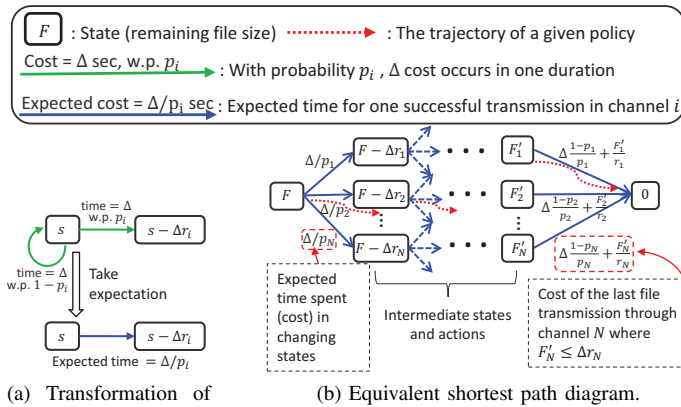 F : State (remaining file size) : The trajectory of a given policy
Cost = Δ sec, w.p. p_i : With probability p_i , Δ cost occurs in one duration
Expected cost = Δ/p_i sec : Expected time for one successful transmission in channel i
time = Δ
w.p. p_i
s
s − Δr_i
time = Δ
w.p. 1 − p_i
Take
expectation
s
s − Δr_i
Expected time = Δ/p_i
(a) Transformation of
F
Δ/p_1
Δ/p_2
Δ/p_N
F − Δr_1
F − Δr_2
⋮
F − Δr_N
• • •
• • •
• • •
F'_1
F'_2
⋮
F'_N
Δ (1−p_1)/p_1 + F'_1/r_1
Δ (1−p_2)/p_2 + F'_2/r_2
⋮
Δ (1−p_N)/p_N + F'_N/r_N
0
Expected
time spent
(cost) in
changing
states
Intermediate states
and actions
Cost of the last file
transmission through
channel N where
F'_N ≤ Δr_N
(b) Equivalent shortest path diagram.